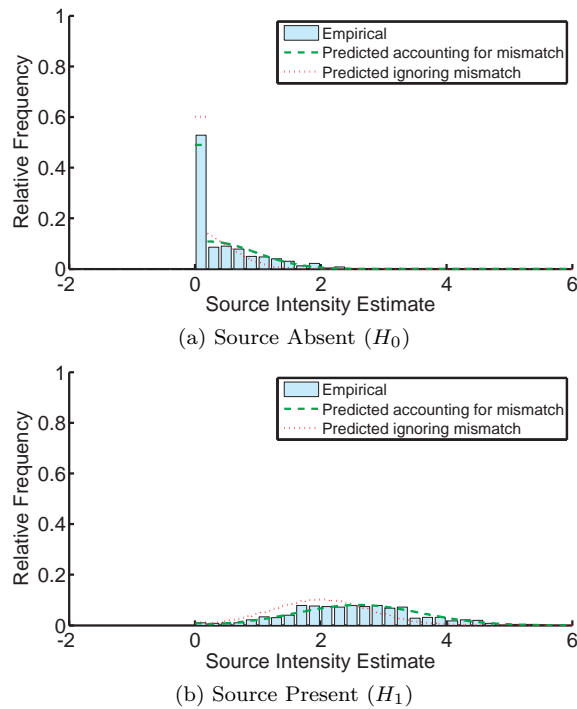 1
0.8
0.6
0.4
0.2
0
Relative Frequency
Empirical
Predicted accounting for mismatch
Predicted ignoring mismatch
-2 0 2 4 6
Source Intensity Estimate
(a) Source Absent (H₀)
1
0.8
0.6
0.4
0.2
0
Relative Frequency
Empirical
Predicted accounting for mismatch
Predicted ignoring mismatch
-2 0 2 4 6
Source Intensity Estimate
(b) Source Present (H₁)